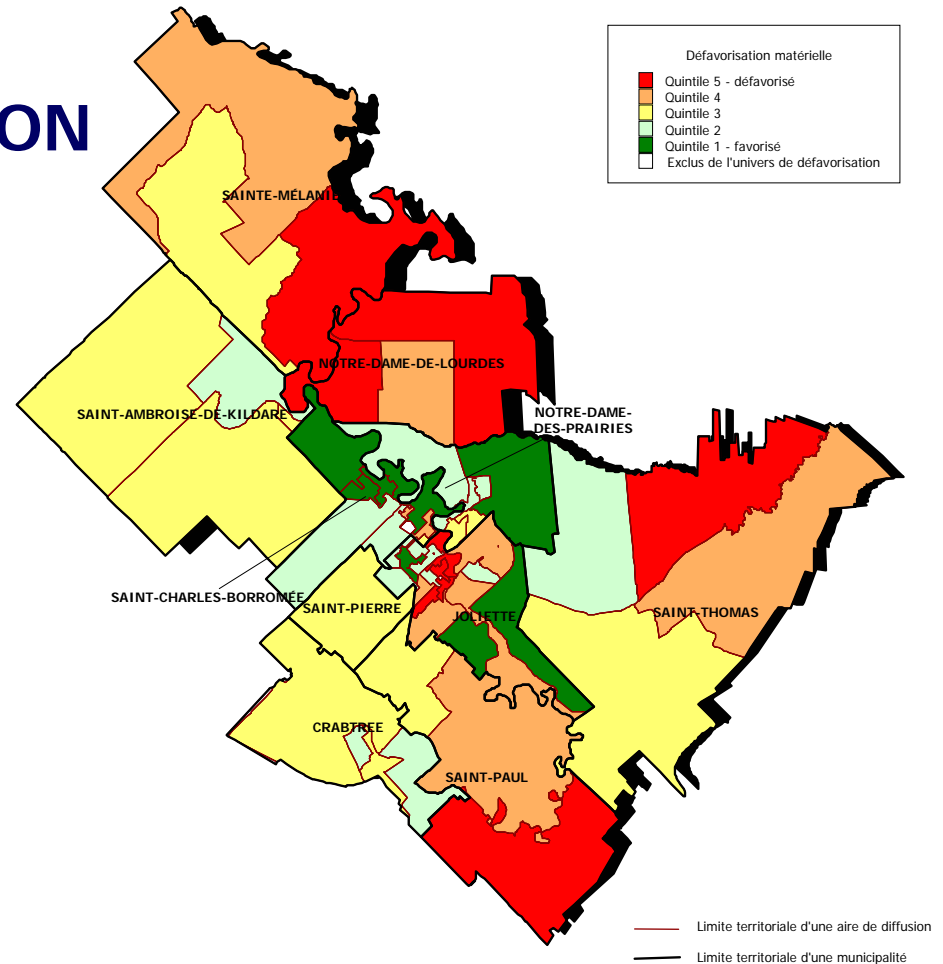 ON
Défavorisation matérielle
Quintile 5 - défavorisé
Quintile 4
Quintile 3
Quintile 2
Quintile 1 - favorisé
Exclus de l'univers de défavorisation
SAINTE-MÉLANIE
NOTRE-DAME-DE-LOURDES
SAINT-AMBROISE-DE-KILDARE
NOTRE-DAME-
DES-PRAIRIES
SAINT-CHARLES-BORROMÉE
SAINT-PIERRE
JOLIETTE
SAINT-THOMAS
CRABTREE
SAINT-PAUL
Limite territoriale d'une aire de diffusion
Limite territoriale d'une municipalité